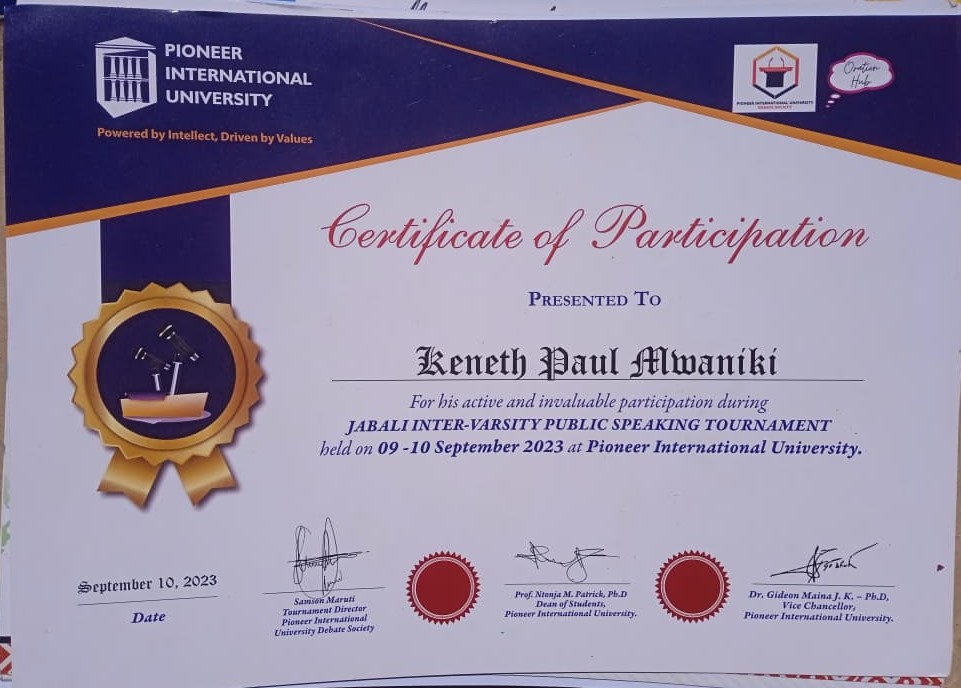 PIONEER
INTERNATIONAL
UNIVERSITY
Powered by Intellect, Driven by Values
PIONEER INTERNATIONAL UNIVERSITY
DEBATE SOCIETY
Oration
Hub
Certificate of Participation
PRESENTED TO
Keneth Paul Mwaniki
For his active and invaluable participation during
JABALI INTER-VARSITY PUBLIC SPEAKING TOURNAMENT
held on 09 -10 September 2023 at Pioneer International University.
September 10, 2023
Date
Samson Maruti
Tournament Director
Pioneer International
University Debate Society
Prof. Ntonja M. Patrick, Ph.D
Dean of Students,
Pioneer International University.
Dr. Gideon Maina J. K. – Ph.D,
Vice Chancellor,
Pioneer International University.